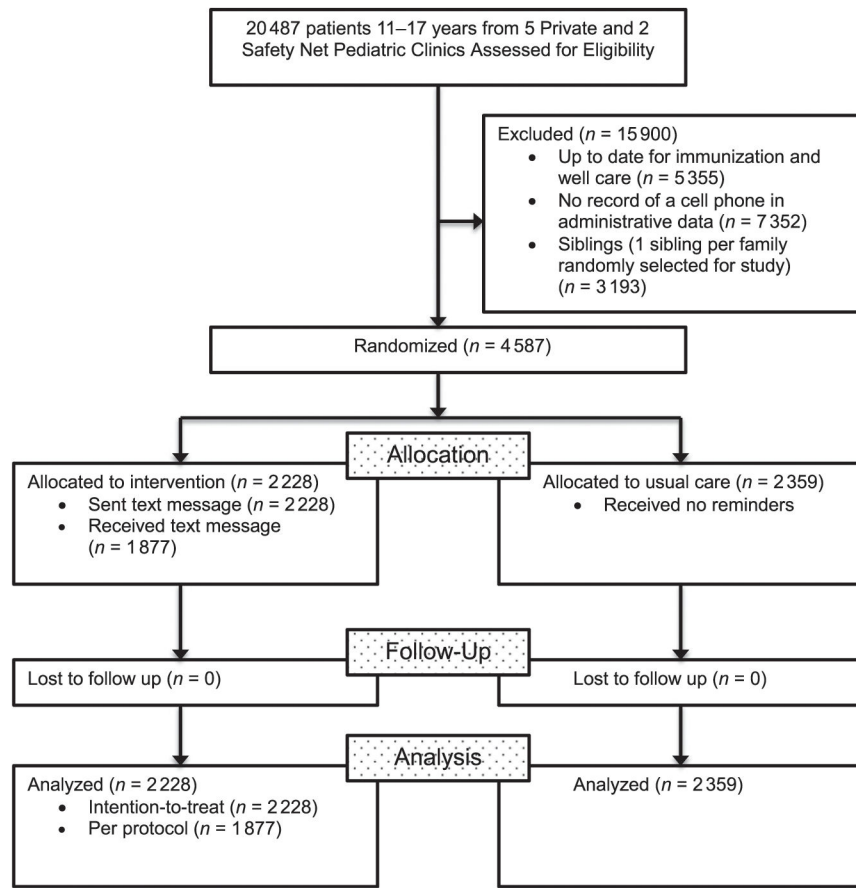 20 487 patients 11–17 years from 5 Private and 2
Safety Net Pediatric Clinics Assessed for Eligibility
Excluded (n = 15 900)
• Up to date for immunization and
well care (n = 5 355)
• No record of a cell phone in
administrative data (n = 7 352)
• Siblings (1 sibling per family
randomly selected for study)
(n = 3 193)
Randomized (n = 4 587)
Allocation
Allocated to intervention (n = 2 228)
• Sent text message (n = 2 228)
• Received text message
(n = 1 877)
Allocated to usual care (n = 2 359)
• Received no reminders
Follow-Up
Lost to follow up (n = 0)
Lost to follow up (n = 0)
Analysis
Analyzed (n = 2 228)
• Intention-to-treat (n = 2 228)
• Per protocol (n = 1 877)
Analyzed (n = 2 359)